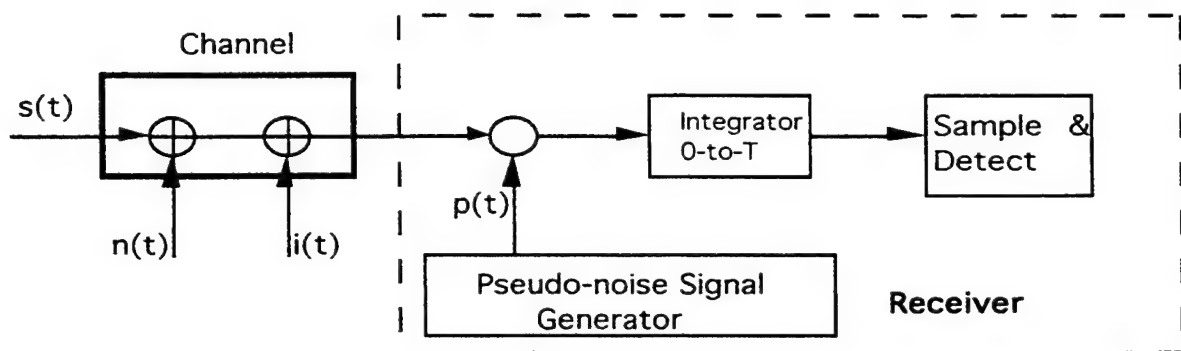 Channel
s(t)
n(t)
i(t)
p(t)
Integrator
0-to-T
Sample &
Detect
Pseudo-noise Signal
Generator
Receiver